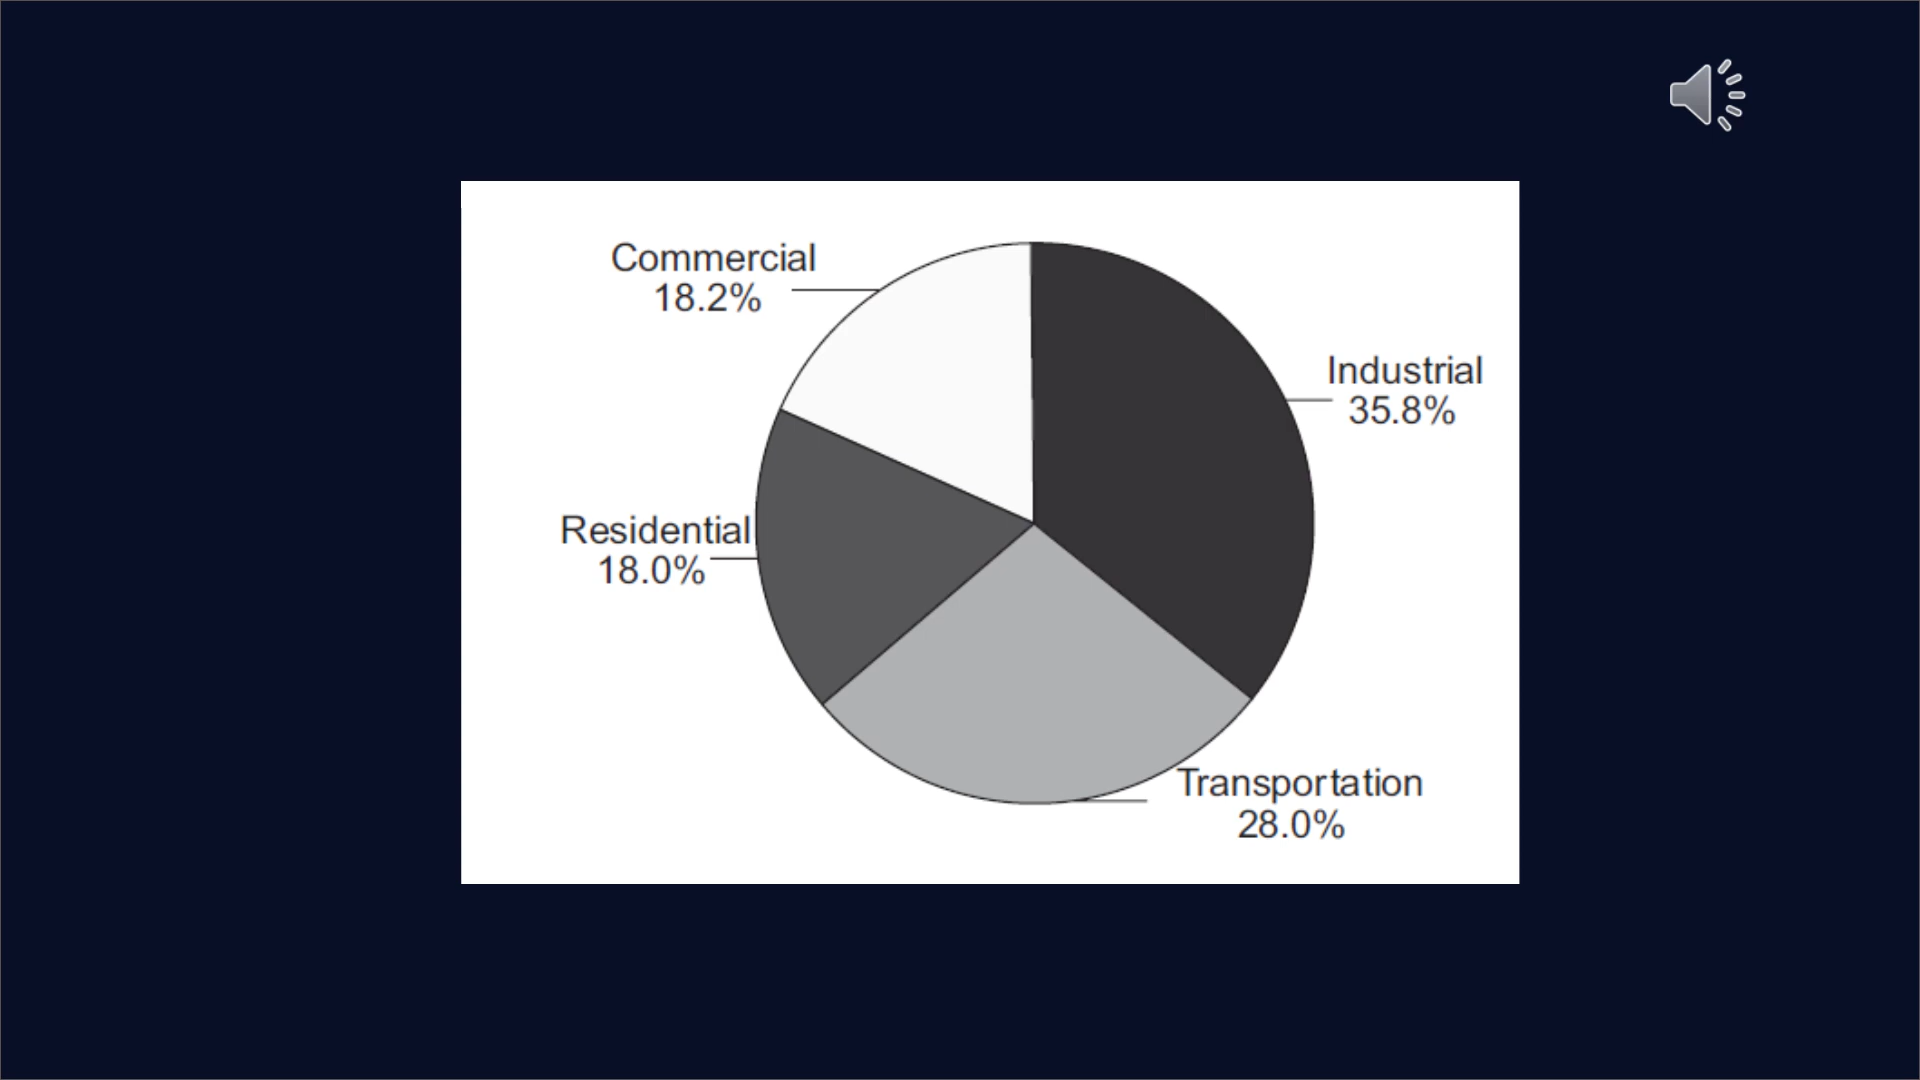 Commercial
18.2%
Industrial
35.8%
Residential
18.0%
Transportation
28.0%